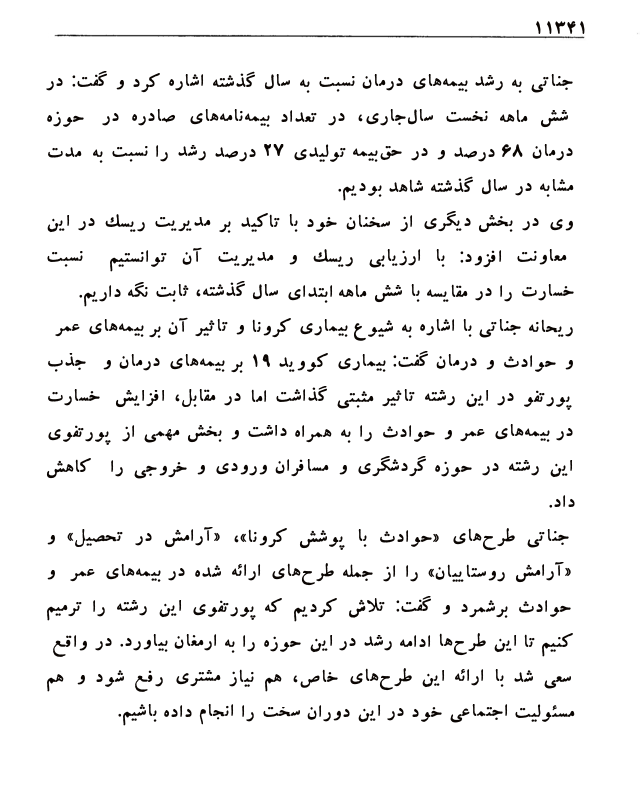 ۱۱۳۴۱
جناتی به رشد بیمه‌های درمان نسبت به سال گذشته اشاره کرد و گفت: در
شش ماهه نخست سال‌جاری، در تعداد بیمه‌نامه‌های صادره در حوزه
درمان ۶۸ درصد و در حق‌بیمه تولیدی ۲۷ درصد رشد را نسبت به مدت
مشابه در سال گذشته شاهد بودیم.
وی در بخش دیگری از سخنان خود با تاکید بر مدیریت ریسک در این
معاونت افزود: با ارزیابی ریسک و مدیریت آن توانستیم نسبت
خسارت را در مقایسه با شش ماهه ابتدای سال گذشته، ثابت نگه داریم.
ریحانه جناتی با اشاره به شیوع بیماری کرونا و تاثیر آن بر بیمه‌های عمر
و حوادث و درمان گفت: بیماری کووید ۱۹ بر بیمه‌های درمان و جذب
پورتفو در این رشته تاثیر مثبتی گذاشت اما در مقابل، افزایش خسارت
در بیمه‌های عمر و حوادث را به همراه داشت و بخش مهمی از پورتفوی
این رشته در حوزه گردشگری و مسافران ورودی و خروجی را کاهش
داد.
جناتی طرح‌های «حوادث با پوشش کرونا»، «آرامش در تحصیل» و
«آرامش روستاییان» را از جمله طرح‌های ارائه شده در بیمه‌های عمر و
حوادث برشمرد و گفت: تلاش کردیم که پورتفوی این رشته را ترمیم
کنیم تا این طرح‌ها ادامه رشد در این حوزه را به ارمغان بیاورد. در واقع
سعی شد با ارائه این طرح‌های خاص، هم نیاز مشتری رفع شود و هم
مسئولیت اجتماعی خود در این دوران سخت را انجام داده باشیم.